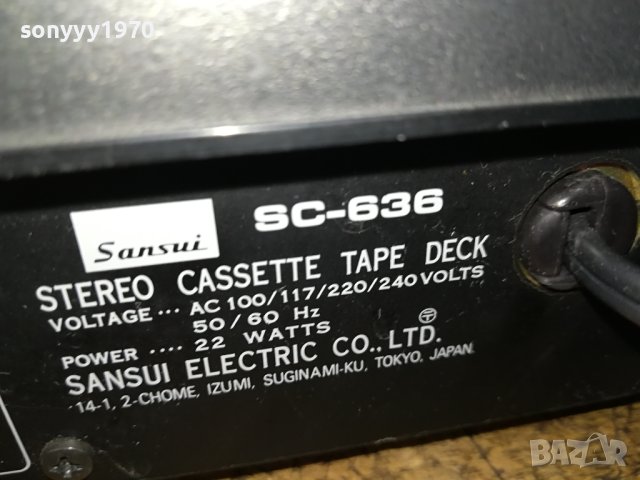 sonyyy1970
Sansui SC-636
STEREO CASSETTE TAPE DECK
VOLTAGE ... AC 100/117/220/240 VOLTS
50/60 Hz
POWER .... 22 WATTS
SANSUI ELECTRIC CO., LTD. 〶
14-1, 2-CHOME, IZUMI, SUGINAMI-KU, TOKYO, JAPAN.
BAZAR